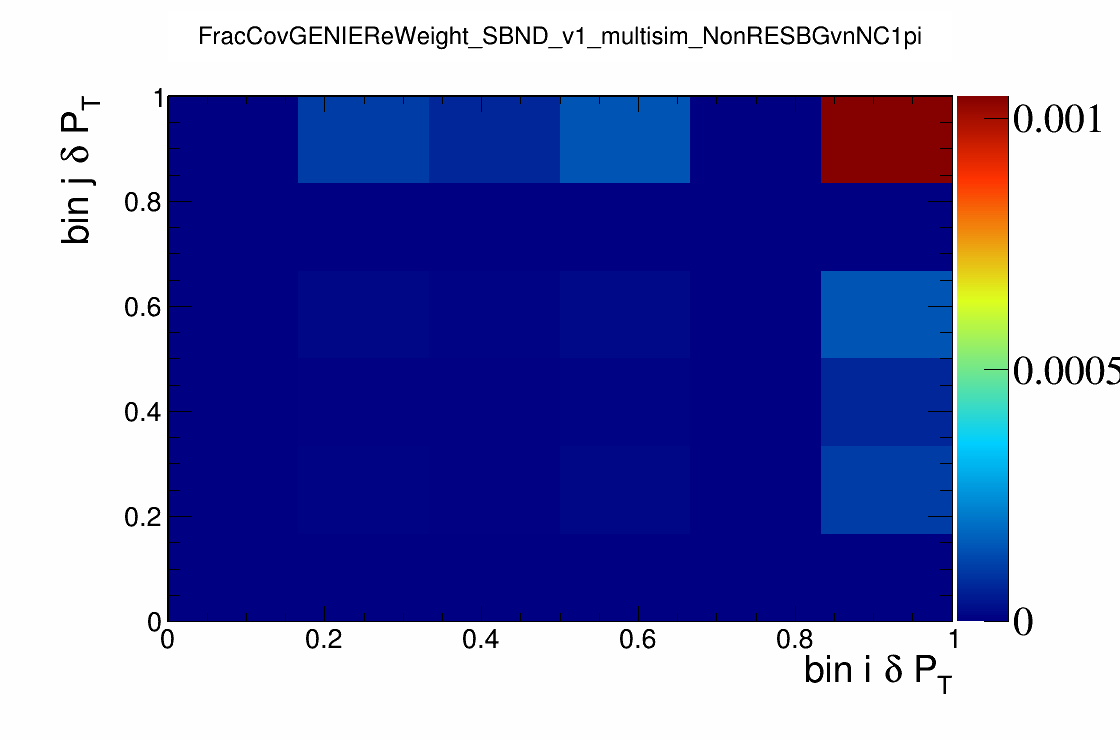 FracCovGENIEReWeight_SBND_v1_multisim_NonRESBGvnNC1pi
bin j δ P_T
1
0.8
0.6
0.4
0.2
0
0 0.2 0.4 0.6 0.8 1
bin i δ P_T
0.001
0.0005
0